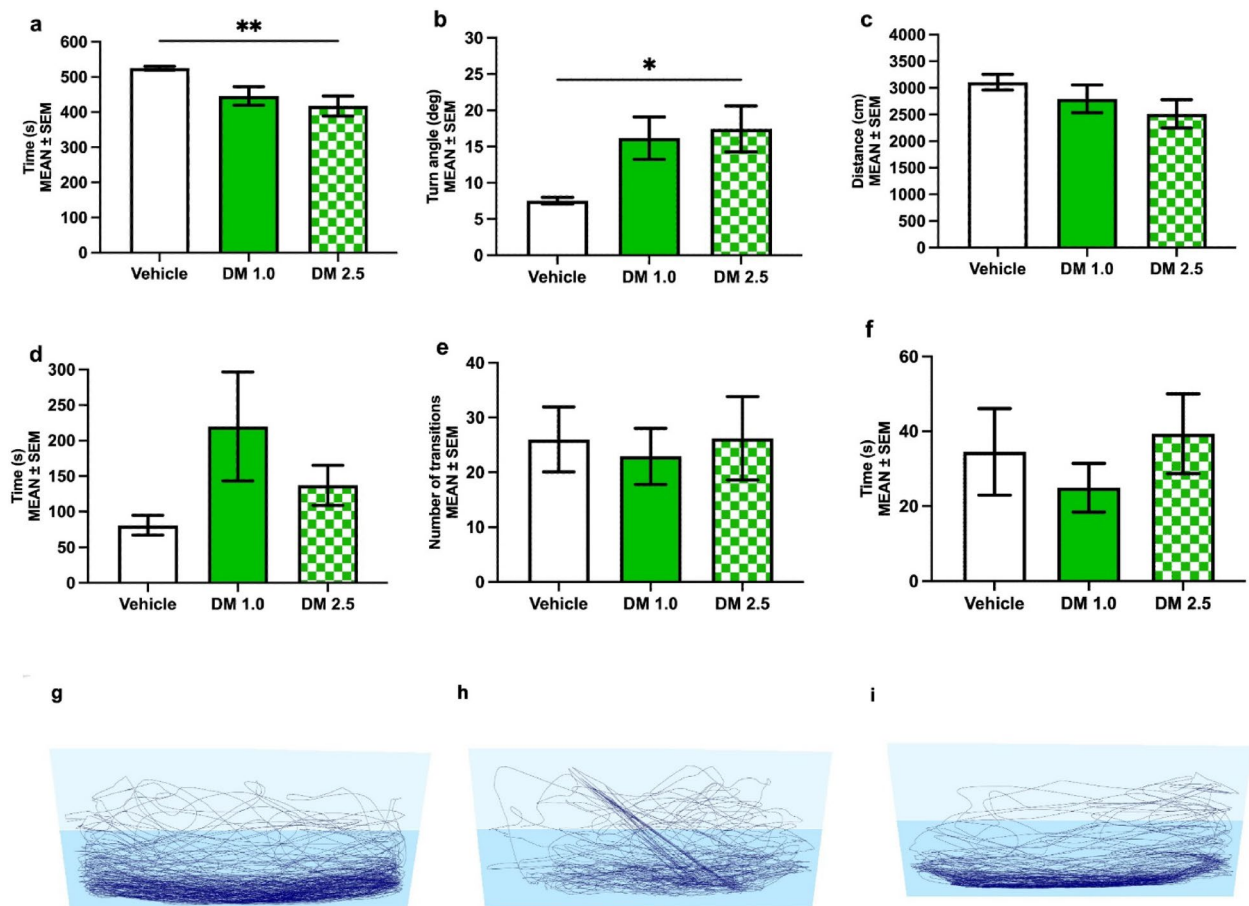 a
**
600
500
400
300
200
100
0
Time (s)
MEAN ± SEM
Vehicle DM 1.0 DM 2.5
b
*
25
20
15
10
5
0
Turn angle (deg)
MEAN ± SEM
Vehicle DM 1.0 DM 2.5
c
4000
3500
3000
2500
2000
1500
1000
500
0
Distance (cm)
MEAN ± SEM
Vehicle DM 1.0 DM 2.5
d
300
250
200
150
100
50
0
Time (s)
MEAN ± SEM
Vehicle DM 1.0 DM 2.5
e
40
30
20
10
0
Number of transitions
MEAN ± SEM
Vehicle DM 1.0 DM 2.5
f
60
40
20
0
Time (s)
MEAN ± SEM
Vehicle DM 1.0 DM 2.5
g
h
i